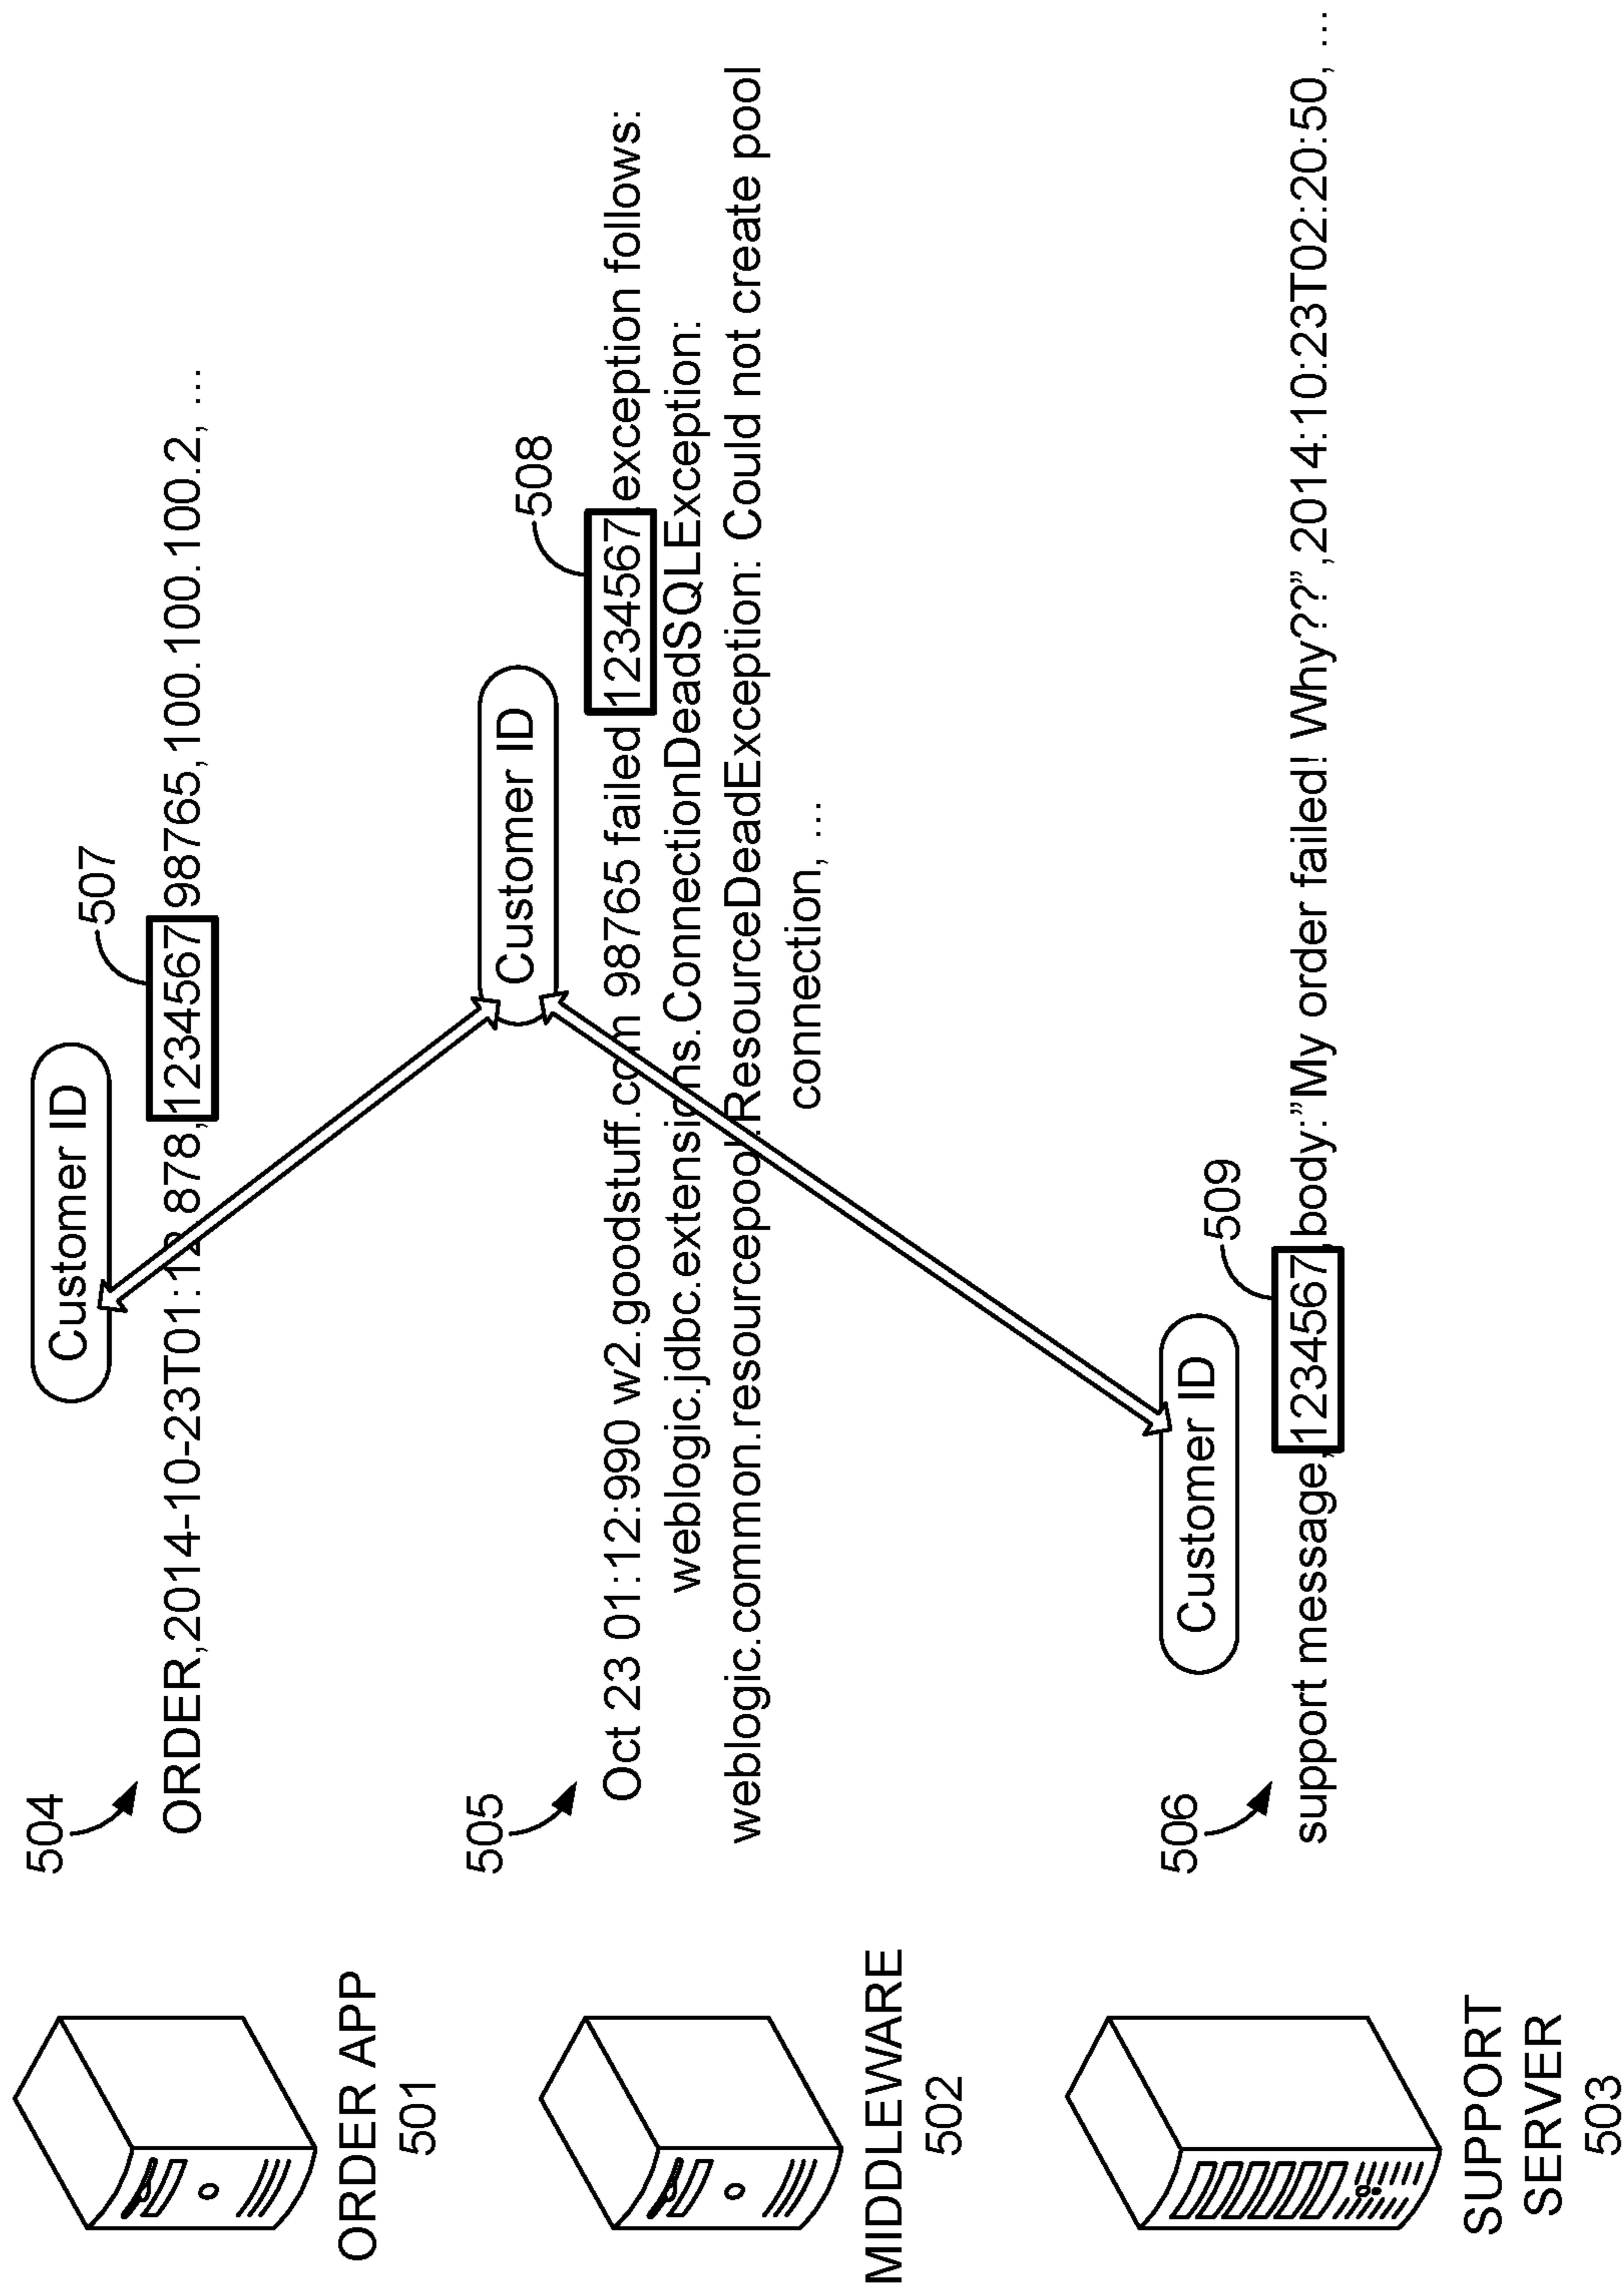 504
Customer ID
507
ORDER,2014-10-23T01:12 878,1234567 98765,100.100.100.2, …
ORDER APP
501
505
Customer ID
508
Oct 23 01:12:990 w2.goodstuff.com 98765 failed 1234567 exception follows:
weblogic.jdbc.extensions.ConnectionDeadSQLException:
weblogic.common.resourcepool.ResourceDeadException: Could not create pool
connection, …
MIDDLEWARE
502
506
Customer ID
509
support message,1234567 body:”My order failed! Why???”,2014:10:23T02:20:50, …
SUPPORT
SERVER
503